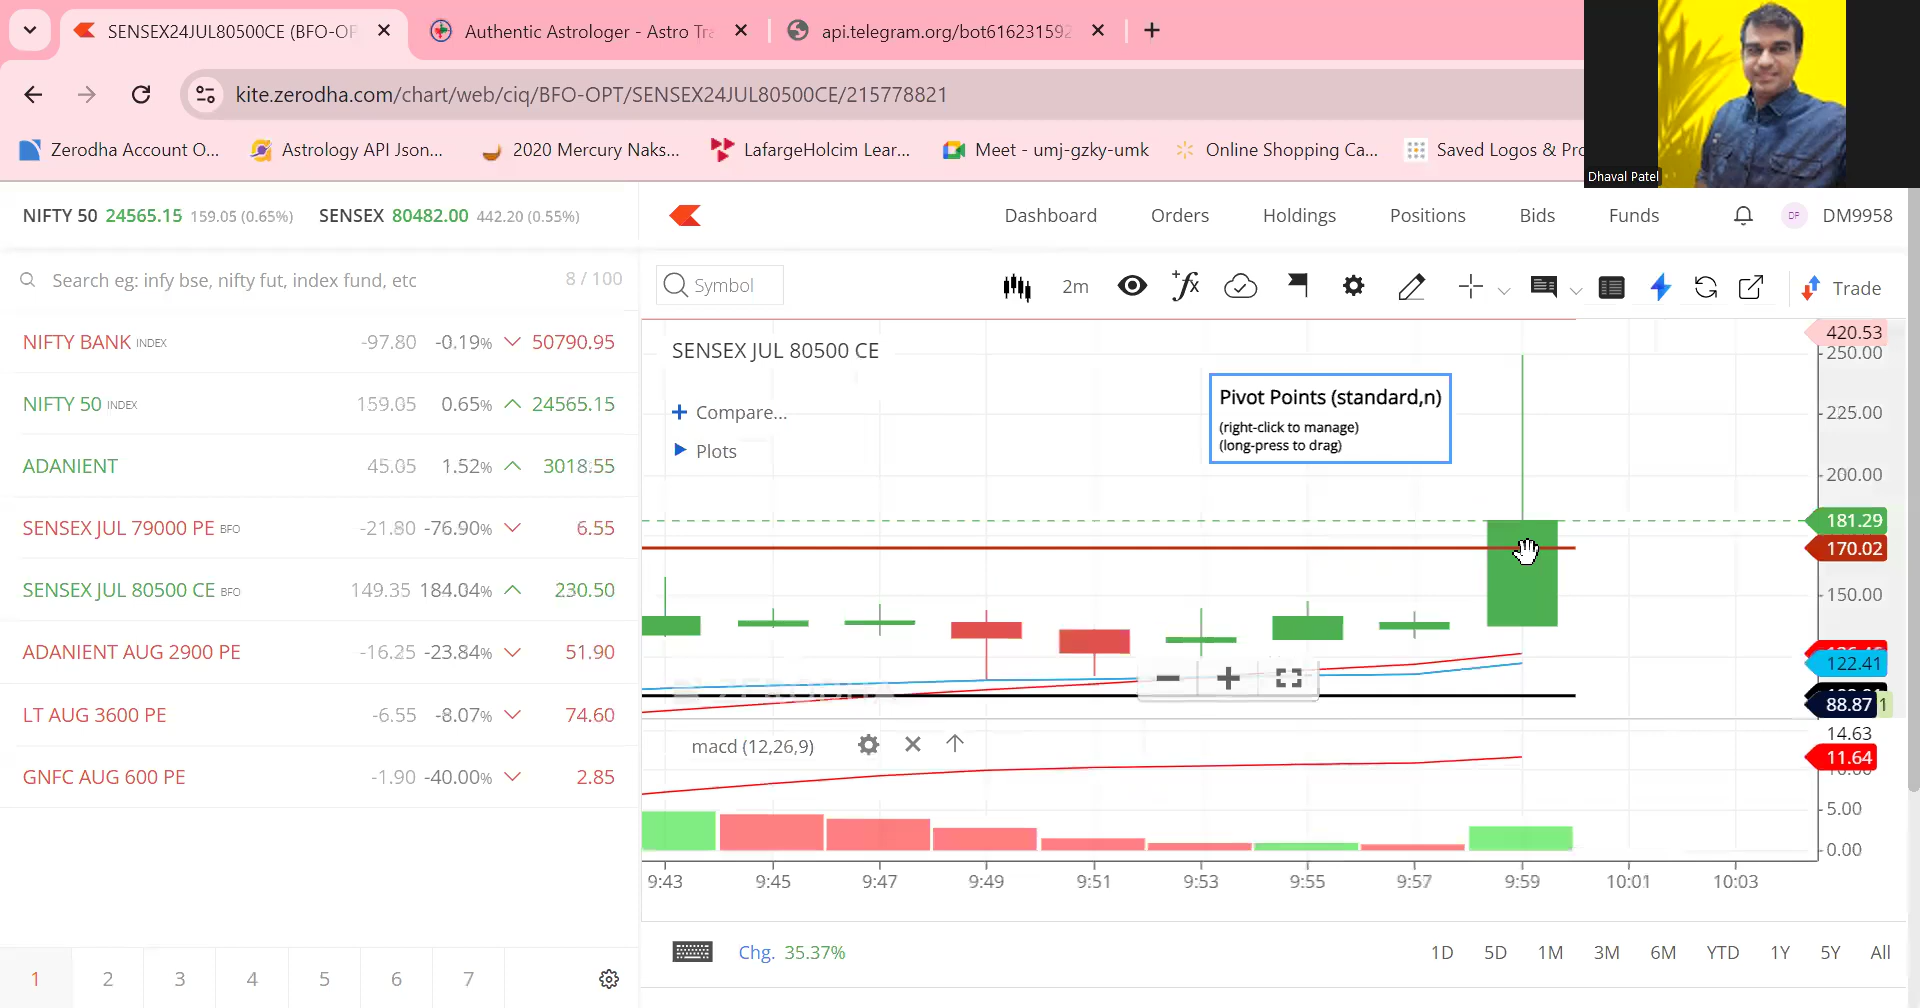 SENSEX24JUL80500CE (BFO-OP
Authentic Astrologer - Astro Tra
api.telegram.org/bot616231592
kite.zerodha.com/chart/web/ciq/BFO-OPT/SENSEX24JUL80500CE/215778821
Zerodha Account O...
Astrology API Json...
2020 Mercury Naks...
LafargeHolcim Lear...
Meet - umj-gzky-umk
Online Shopping Ca...
Saved Logos & Pro
Dhaval Patel
NIFTY 50 24565.15 159.05 (0.65%) SENSEX 80482.00 442.20 (0.55%)
Dashboard Orders Holdings Positions Bids Funds DP DM9958
Search eg: infy bse, nifty fut, index fund, etc 8 / 100
NIFTY BANK INDEX -97.80 -0.19% 50790.95
NIFTY 50 INDEX 159.05 0.65% 24565.15
ADANIENT 45.05 1.52% 3018.55
SENSEX JUL 79000 PE BFO -21.80 -76.90% 6.55
SENSEX JUL 80500 CE BFO 149.35 184.04% 230.50
ADANIENT AUG 2900 PE -16.25 -23.84% 51.90
LT AUG 3600 PE -6.55 -8.07% 74.60
GNFC AUG 600 PE -1.90 -40.00% 2.85
1 2 3 4 5 6 7
Symbol 2m Trade
SENSEX JUL 80500 CE
+ Compare...
Plots
Pivot Points (standard,n)
(right-click to manage)
(long-press to drag)
420.53
250.00
225.00
200.00
181.29
170.02
150.00
122.41
88.87 1
14.63
11.64
5.00
0.00
macd (12,26,9)
9:43 9:45 9:47 9:49 9:51 9:53 9:55 9:57 9:59 10:01 10:03
Chg. 35.37%
1D 5D 1M 3M 6M YTD 1Y 5Y All